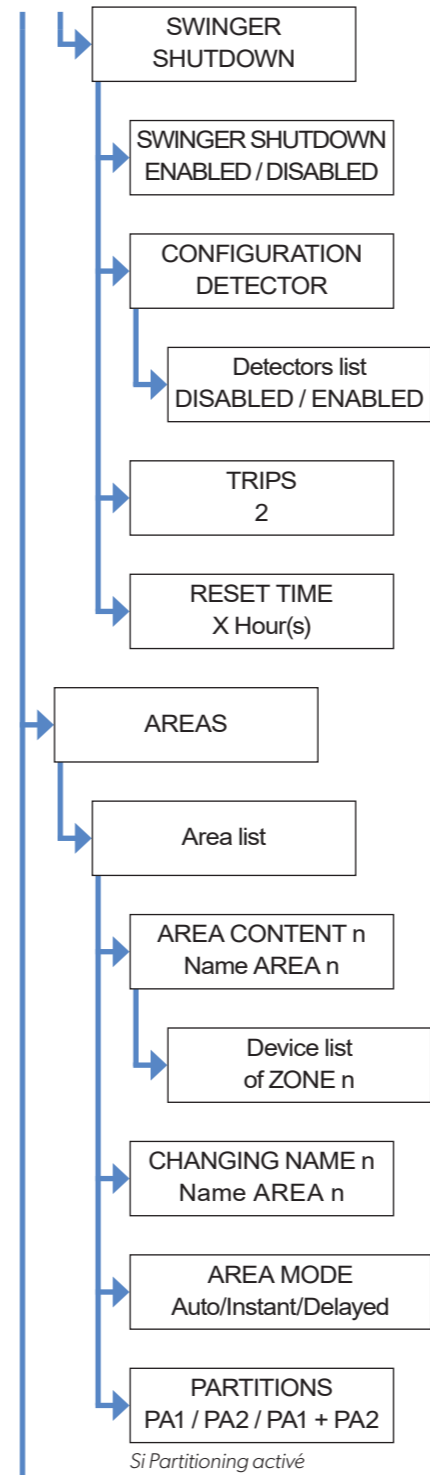 SWINGER
SHUTDOWN
SWINGER SHUTDOWN
ENABLED / DISABLED
CONFIGURATION
DETECTOR
Detectors list
DISABLED / ENABLED
TRIPS
2
RESET TIME
X Hour(s)
AREAS
Area list
AREA CONTENT n
Name AREA n
Device list
of ZONE n
CHANGING NAME n
Name AREA n
AREA MODE
Auto/Instant/Delayed
PARTITIONS
PA1 / PA2 / PA1 + PA2
Si Partitioning activé